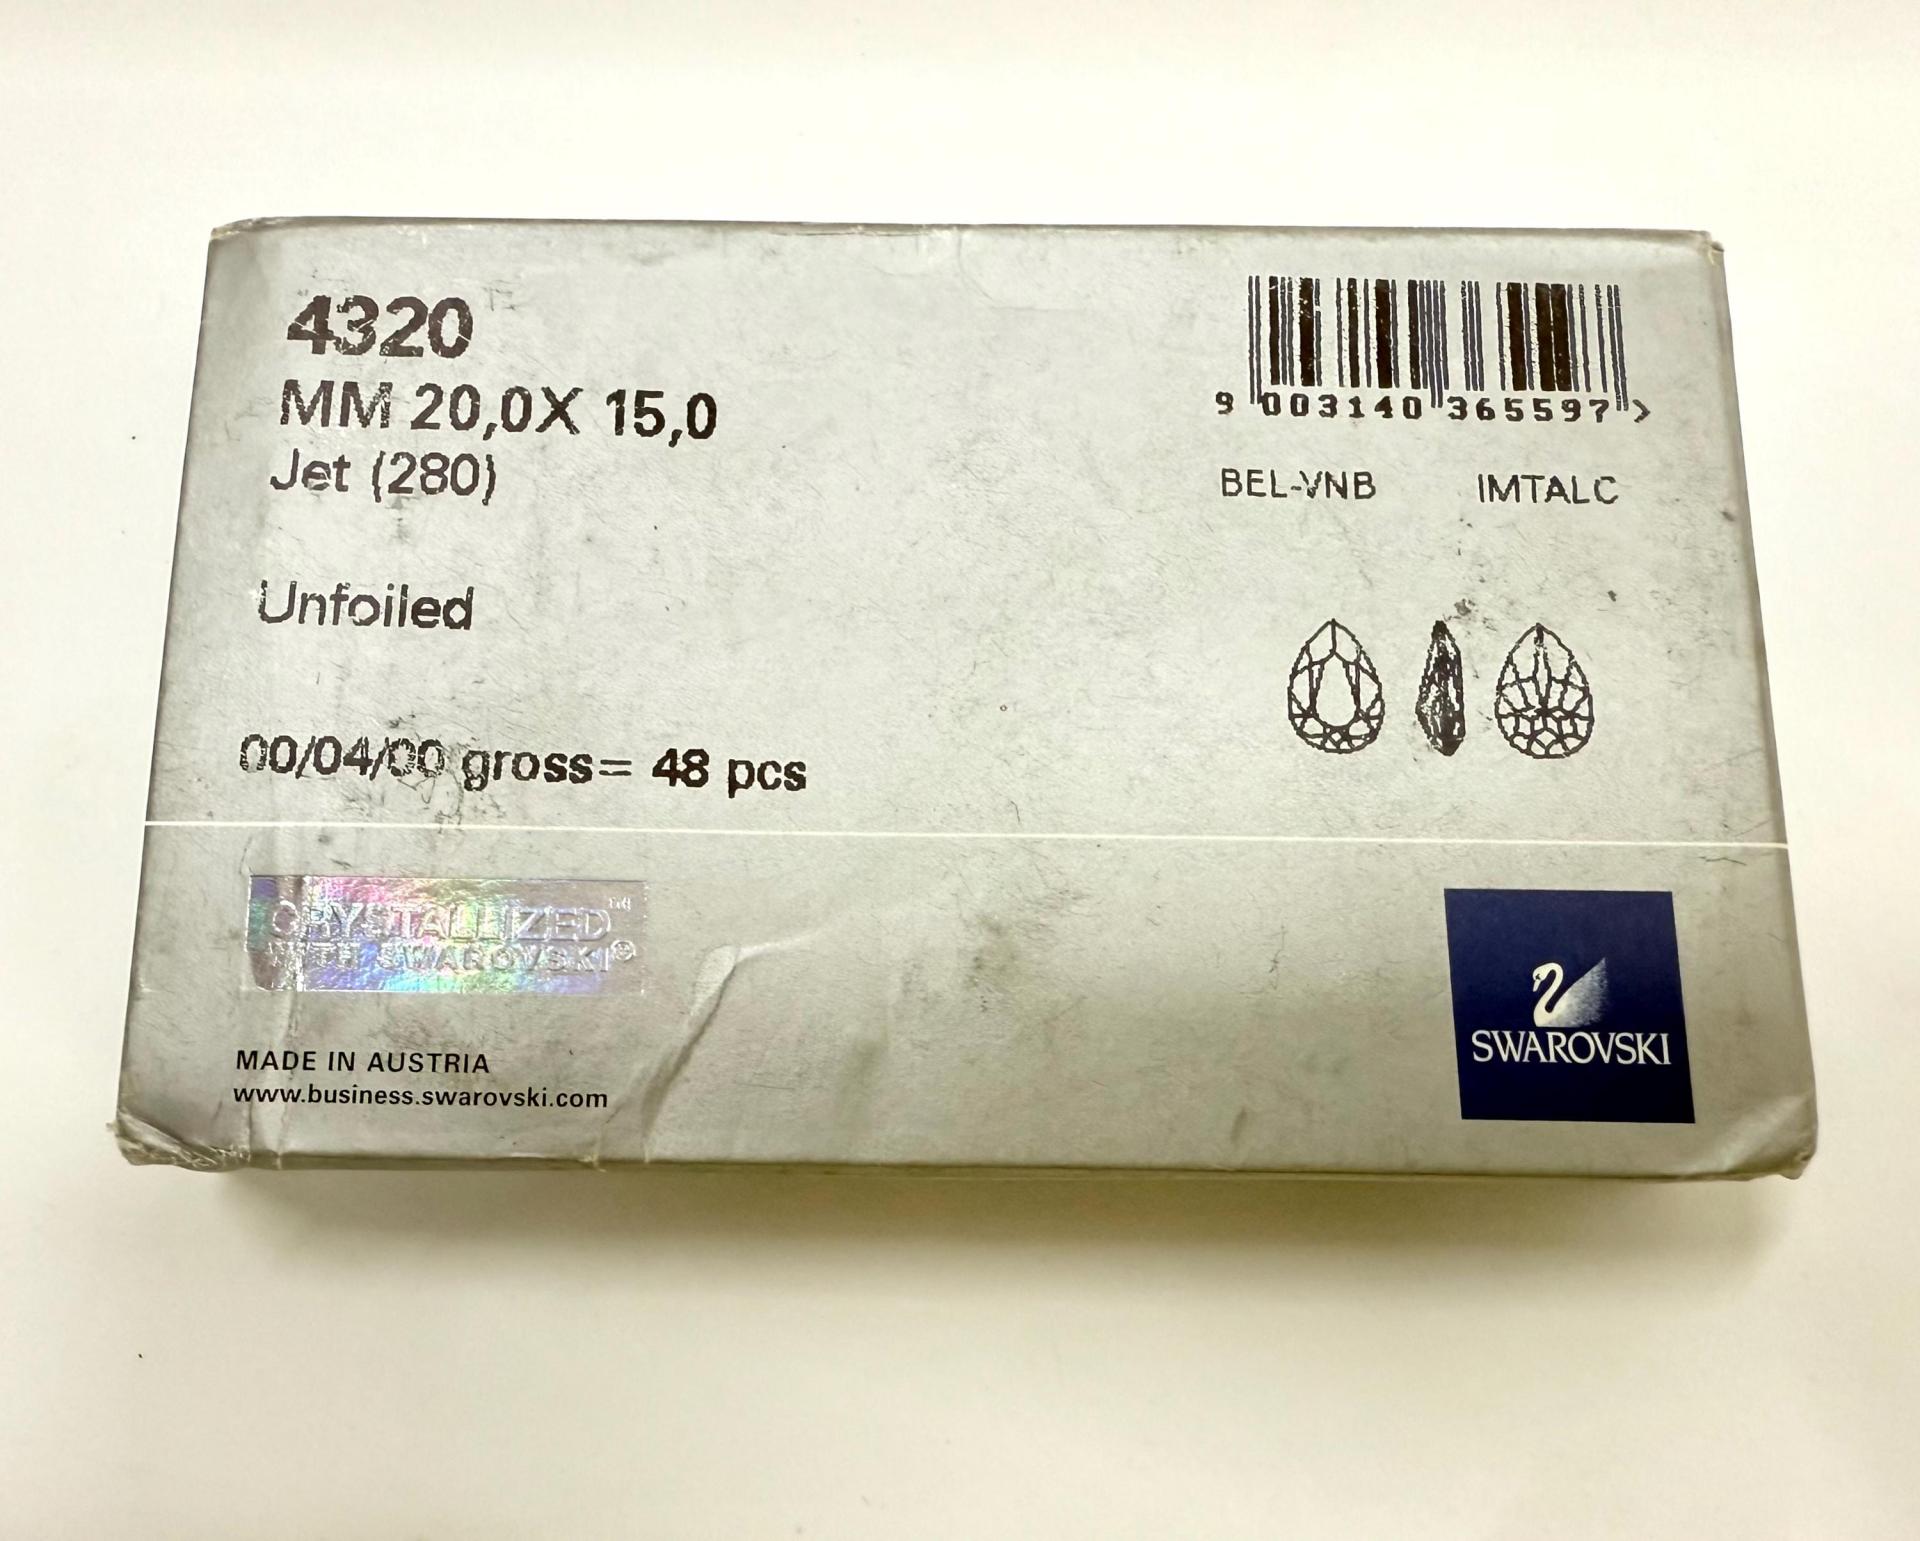 4320
MM 20,0X 15,0
Jet (280)
Unfoiled
00/04/00 gross= 48 pcs
9 003140 365597 >
BEL-VNB IMTALC
CRYSTALLIZED™
WITH SWAROVSKI®
MADE IN AUSTRIA
www.business.swarovski.com
SWAROVSKI